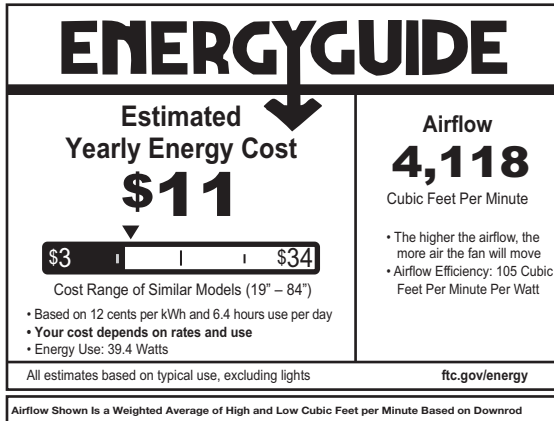 ENERGYGUIDE
Estimated
Yearly Energy Cost
$11
$3
$34
Cost Range of Similar Models (19” – 84”)
• Based on 12 cents per kWh and 6.4 hours use per day
• Your cost depends on rates and use
• Energy Use: 39.4 Watts
Airflow
4,118
Cubic Feet Per Minute
• The higher the airflow, the
more air the fan will move
• Airflow Efficiency: 105 Cubic
Feet Per Minute Per Watt
All estimates based on typical use, excluding lights
ftc.gov/energy
Airflow Shown Is a Weighted Average of High and Low Cubic Feet per Minute Based on Downrod